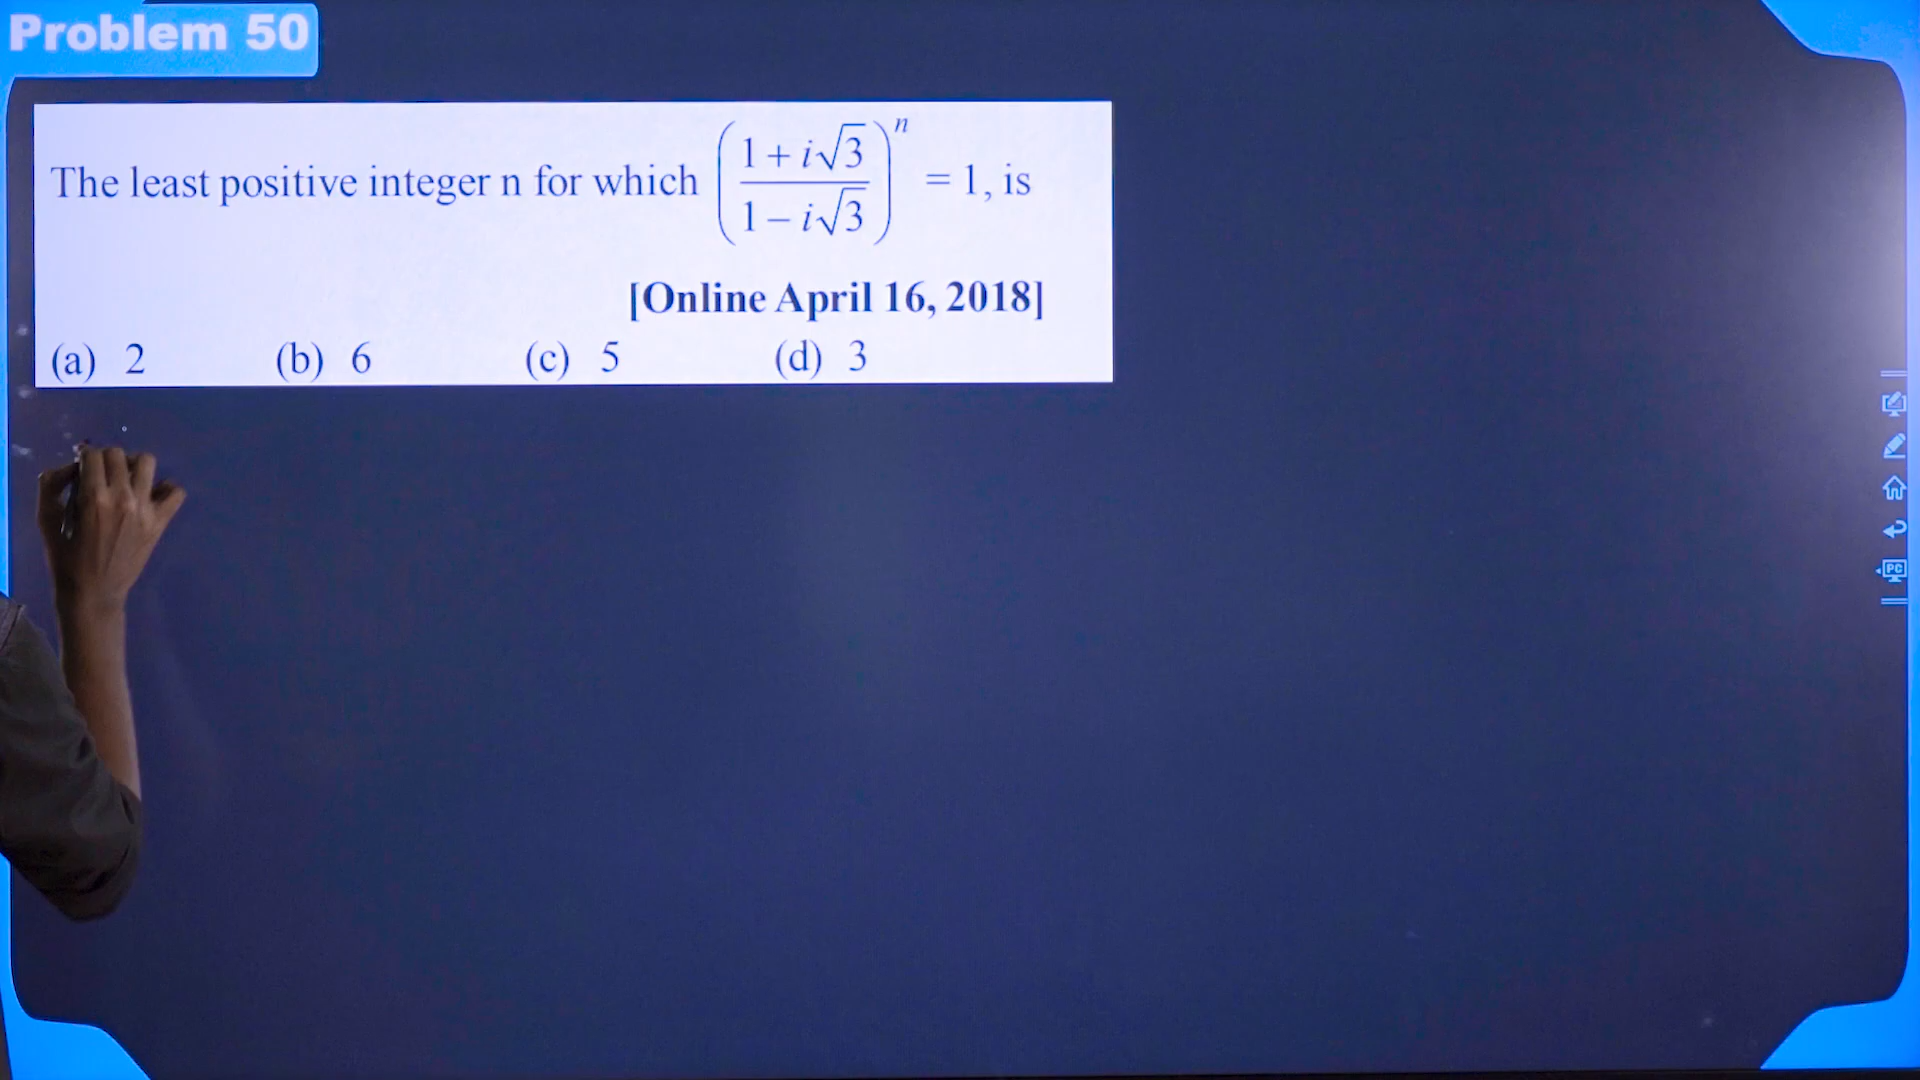 Problem 50
The least positive integer n for which (1 + i√3 / 1 − i√3)ⁿ = 1, is
[Online April 16, 2018]
(a) 2 (b) 6 (c) 5 (d) 3
PC